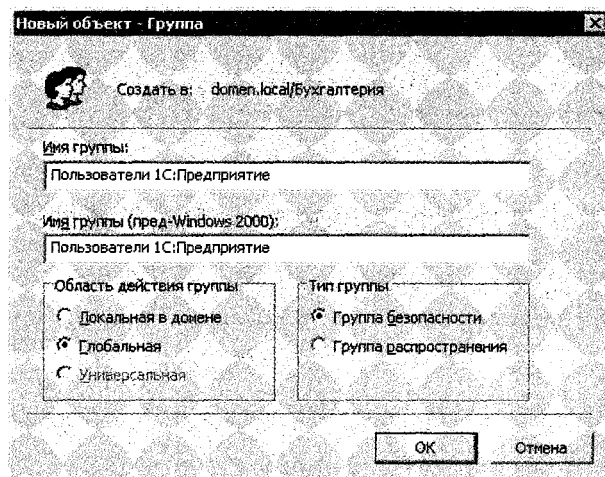 Новый объект - Группа
Создать в: domen.local/Бухгалтерия
Имя группы:
Пользователи 1С:Предприятие
Имя группы (пред-Windows 2000):
Пользователи 1С:Предприятие
Область действия группы
Локальная в домене
Глобальная
Универсальная
Тип группы
Группа безопасности
Группа распространения
OK
Отмена